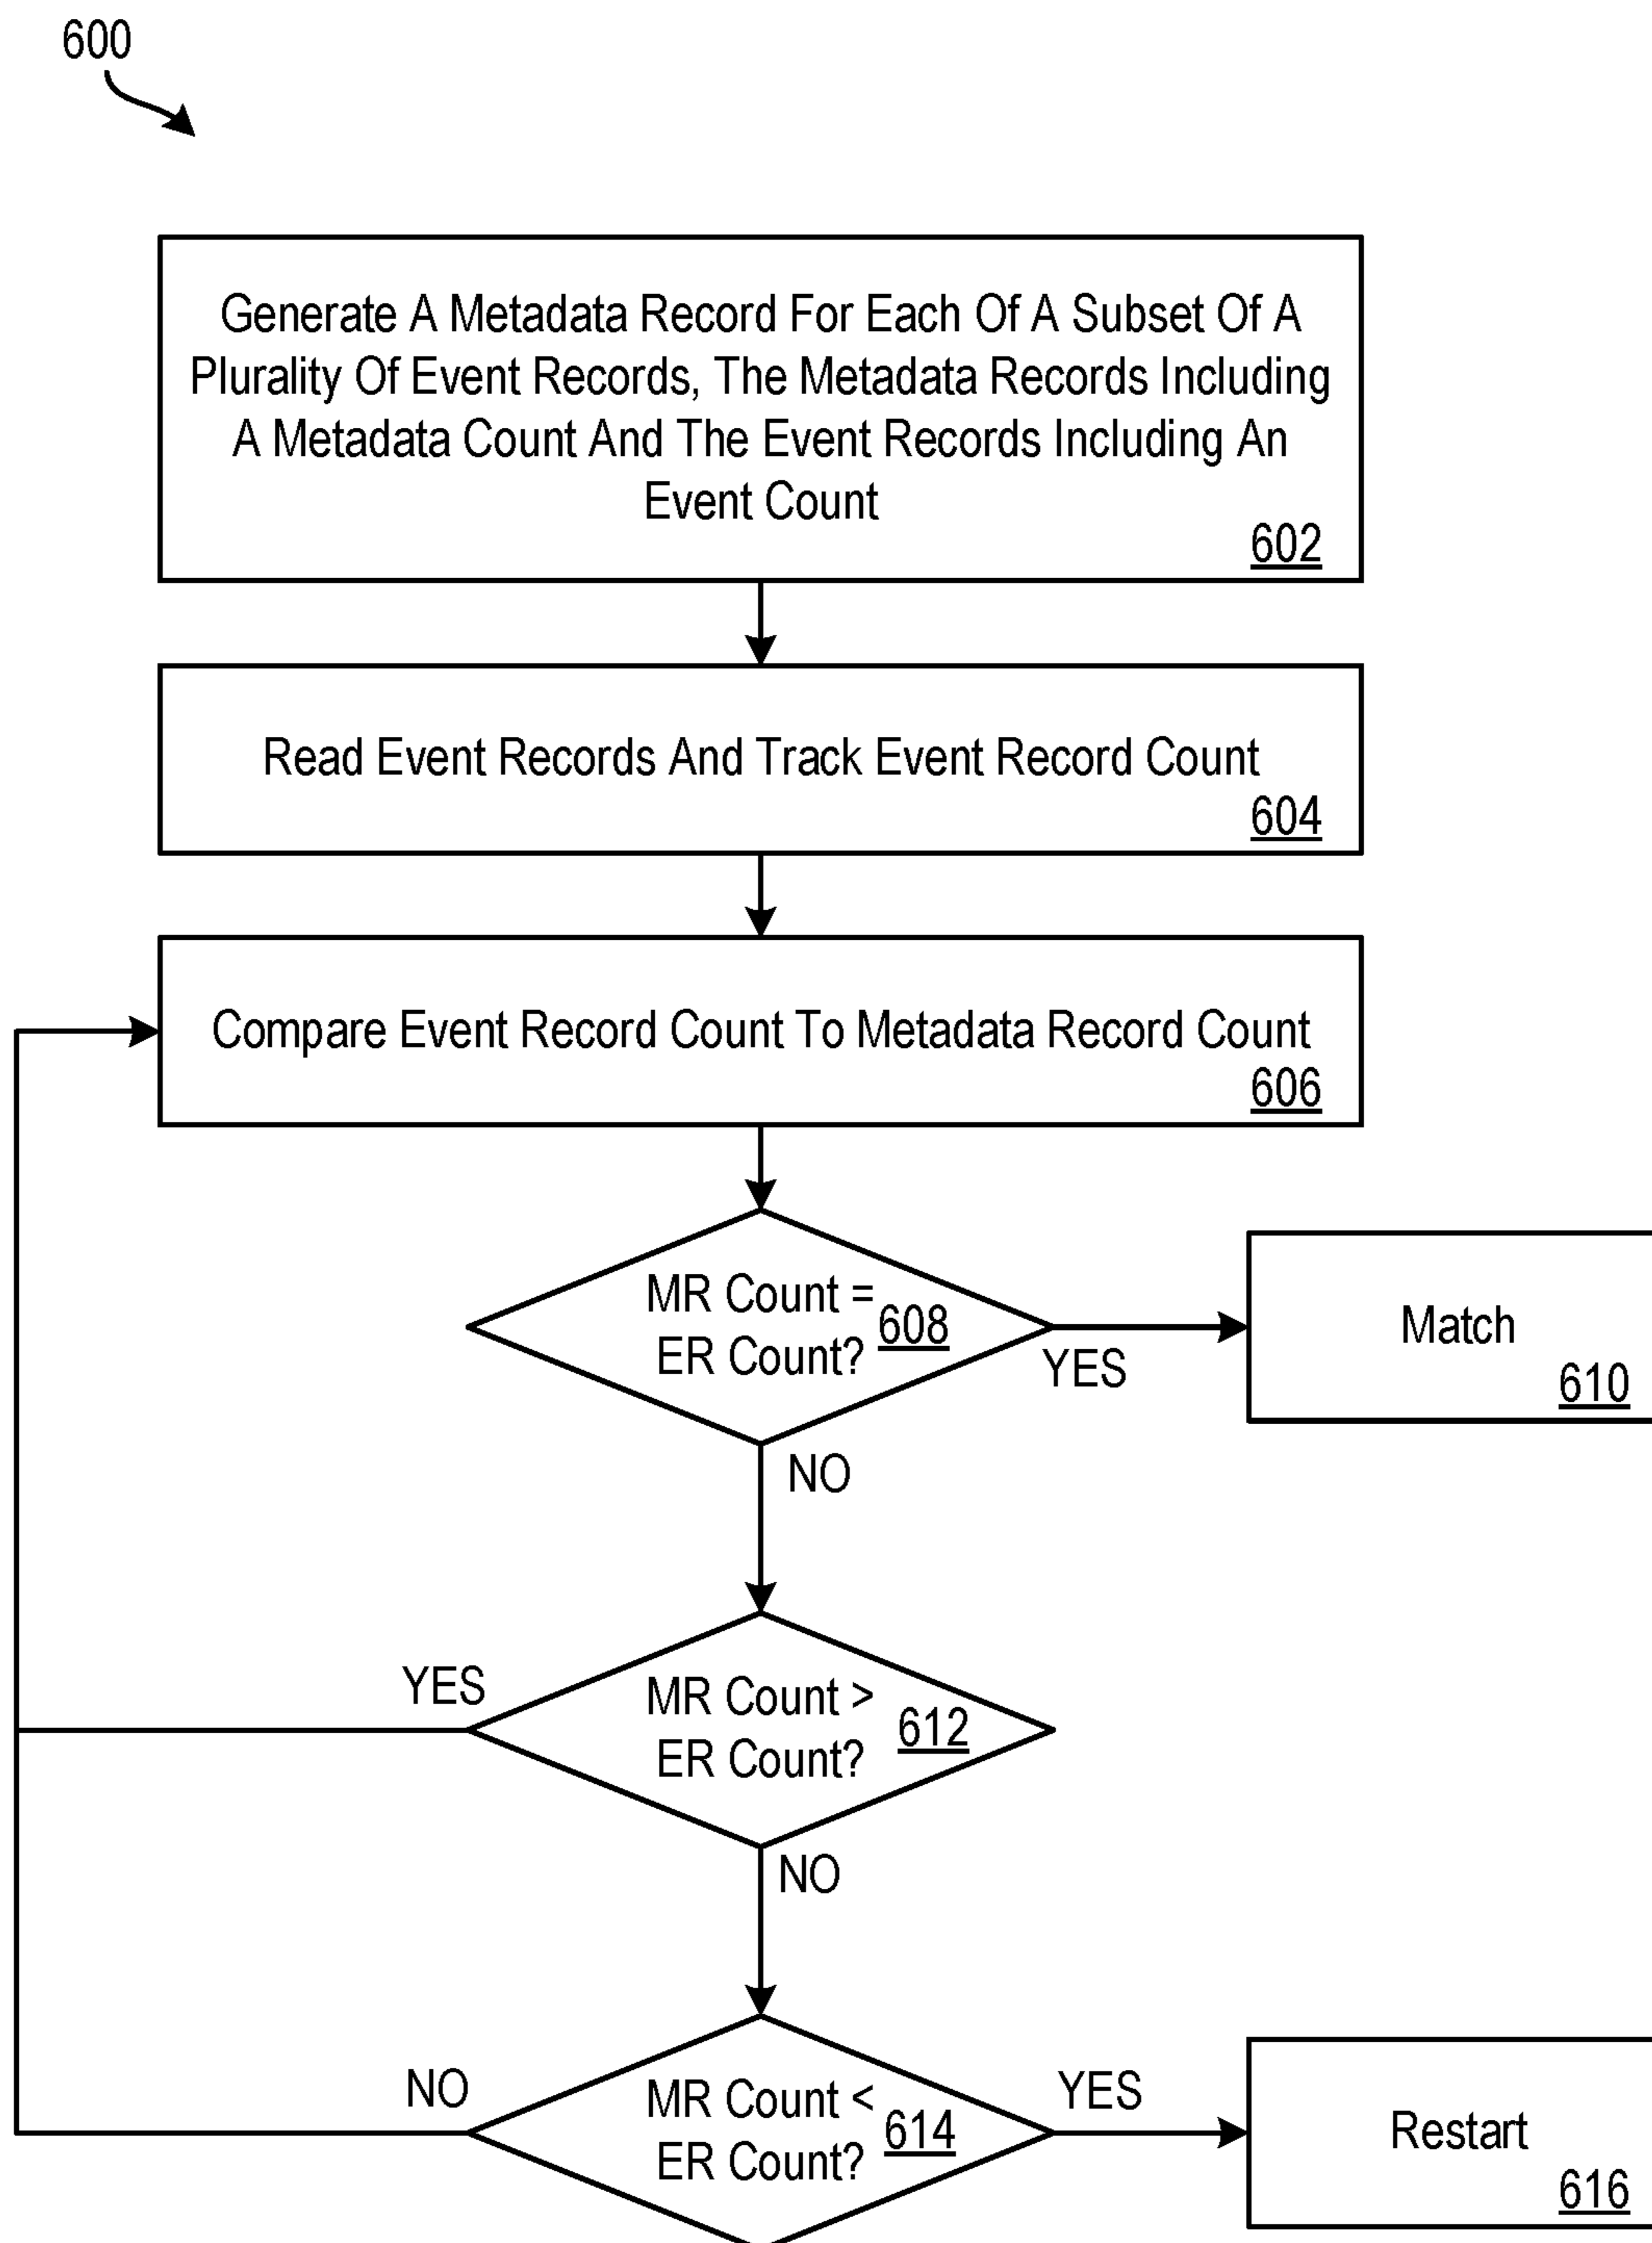 600
Generate A Metadata Record For Each Of A Subset Of A
Plurality Of Event Records, The Metadata Records Including
A Metadata Count And The Event Records Including An
Event Count
602
Read Event Records And Track Event Record Count
604
Compare Event Record Count To Metadata Record Count
606
MR Count =
ER Count?
608
YES
Match
610
NO
MR Count >
ER Count?
612
YES
NO
MR Count <
ER Count?
614
NO
YES
Restart
616